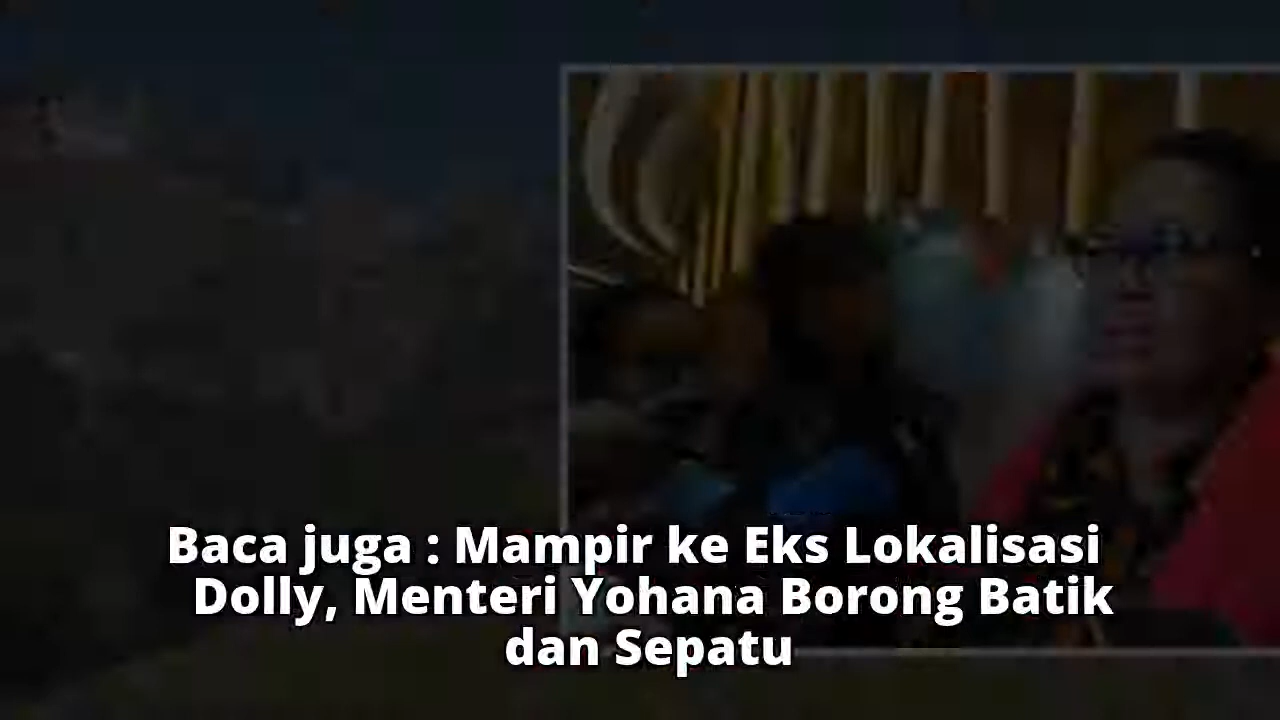 Baca juga : Mampir ke Eks Lokalisasi
Dolly, Menteri Yohana Borong Batik
dan Sepatu